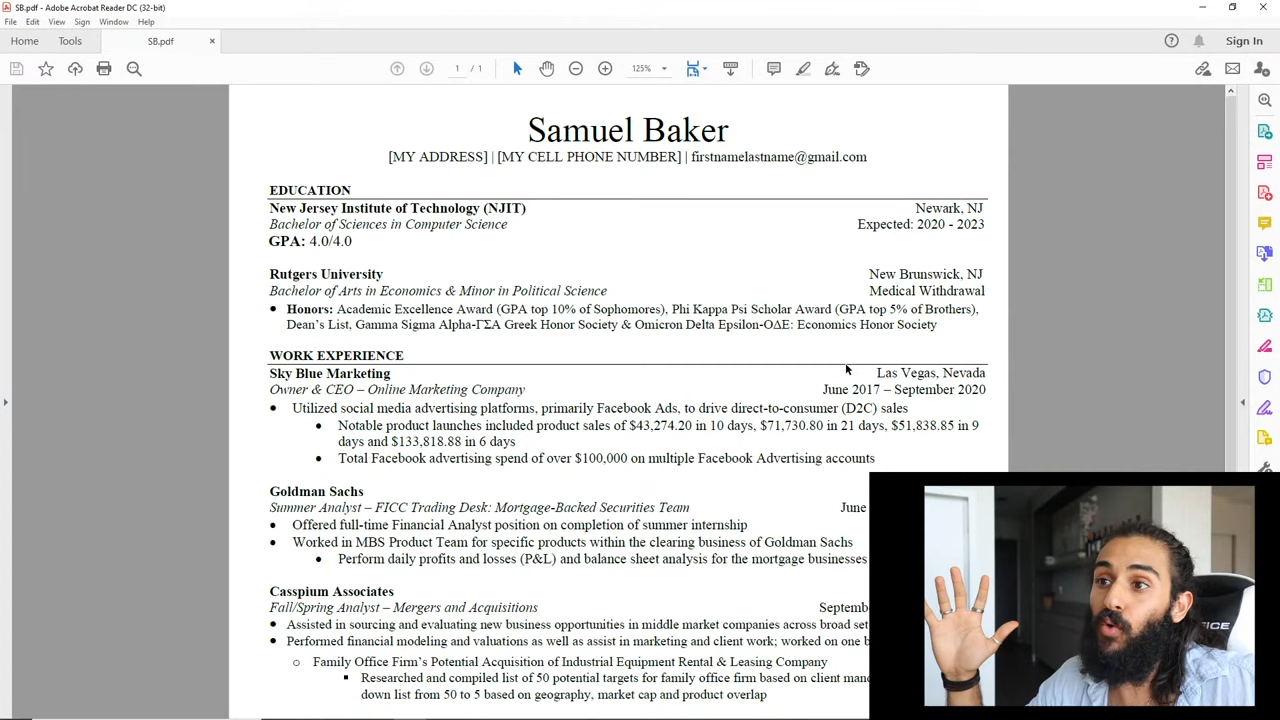 SB.pdf - Adobe Acrobat Reader DC (32-bit)
File Edit View Sign Window Help
Home Tools SB.pdf × Sign In
1 / 1 125%
Samuel Baker
[MY ADDRESS] | [MY CELL PHONE NUMBER] | firstnamelastname@gmail.com
EDUCATION
New Jersey Institute of Technology (NJIT) Newark, NJ
Bachelor of Sciences in Computer Science Expected: 2020 - 2023
GPA: 4.0/4.0
Rutgers University New Brunswick, NJ
Bachelor of Arts in Economics & Minor in Political Science Medical Withdrawal
• Honors: Academic Excellence Award (GPA top 10% of Sophomores), Phi Kappa Psi Scholar Award (GPA top 5% of Brothers),
Dean's List, Gamma Sigma Alpha-ΓΣΑ Greek Honor Society & Omicron Delta Epsilon-ΟΔΕ: Economics Honor Society
WORK EXPERIENCE
Sky Blue Marketing Las Vegas, Nevada
Owner & CEO – Online Marketing Company June 2017 – September 2020
• Utilized social media advertising platforms, primarily Facebook Ads, to drive direct-to-consumer (D2C) sales
• Notable product launches included product sales of $43,274.20 in 10 days, $71,730.80 in 21 days, $51,838.85 in 9
days and $133,818.88 in 6 days
• Total Facebook advertising spend of over $100,000 on multiple Facebook Advertising accounts
Goldman Sachs
Summer Analyst – FICC Trading Desk: Mortgage-Backed Securities Team June
• Offered full-time Financial Analyst position on completion of summer internship
• Worked in MBS Product Team for specific products within the clearing business of Goldman Sachs
• Perform daily profits and losses (P&L) and balance sheet analysis for the mortgage businesses
Casspium Associates
Fall/Spring Analyst – Mergers and Acquisitions
• Assisted in sourcing and evaluating new business opportunities in middle market companies across broad
• Performed financial modeling and valuations as well as assist in marketing and client work; worked on one
○ Family Office Firm's Potential Acquisition of Industrial Equipment Rental & Leasing Company
▪ Researched and compiled list of 50 potential targets for family office firm based on client
down list from 50 to 5 based on geography, market cap and product overlap